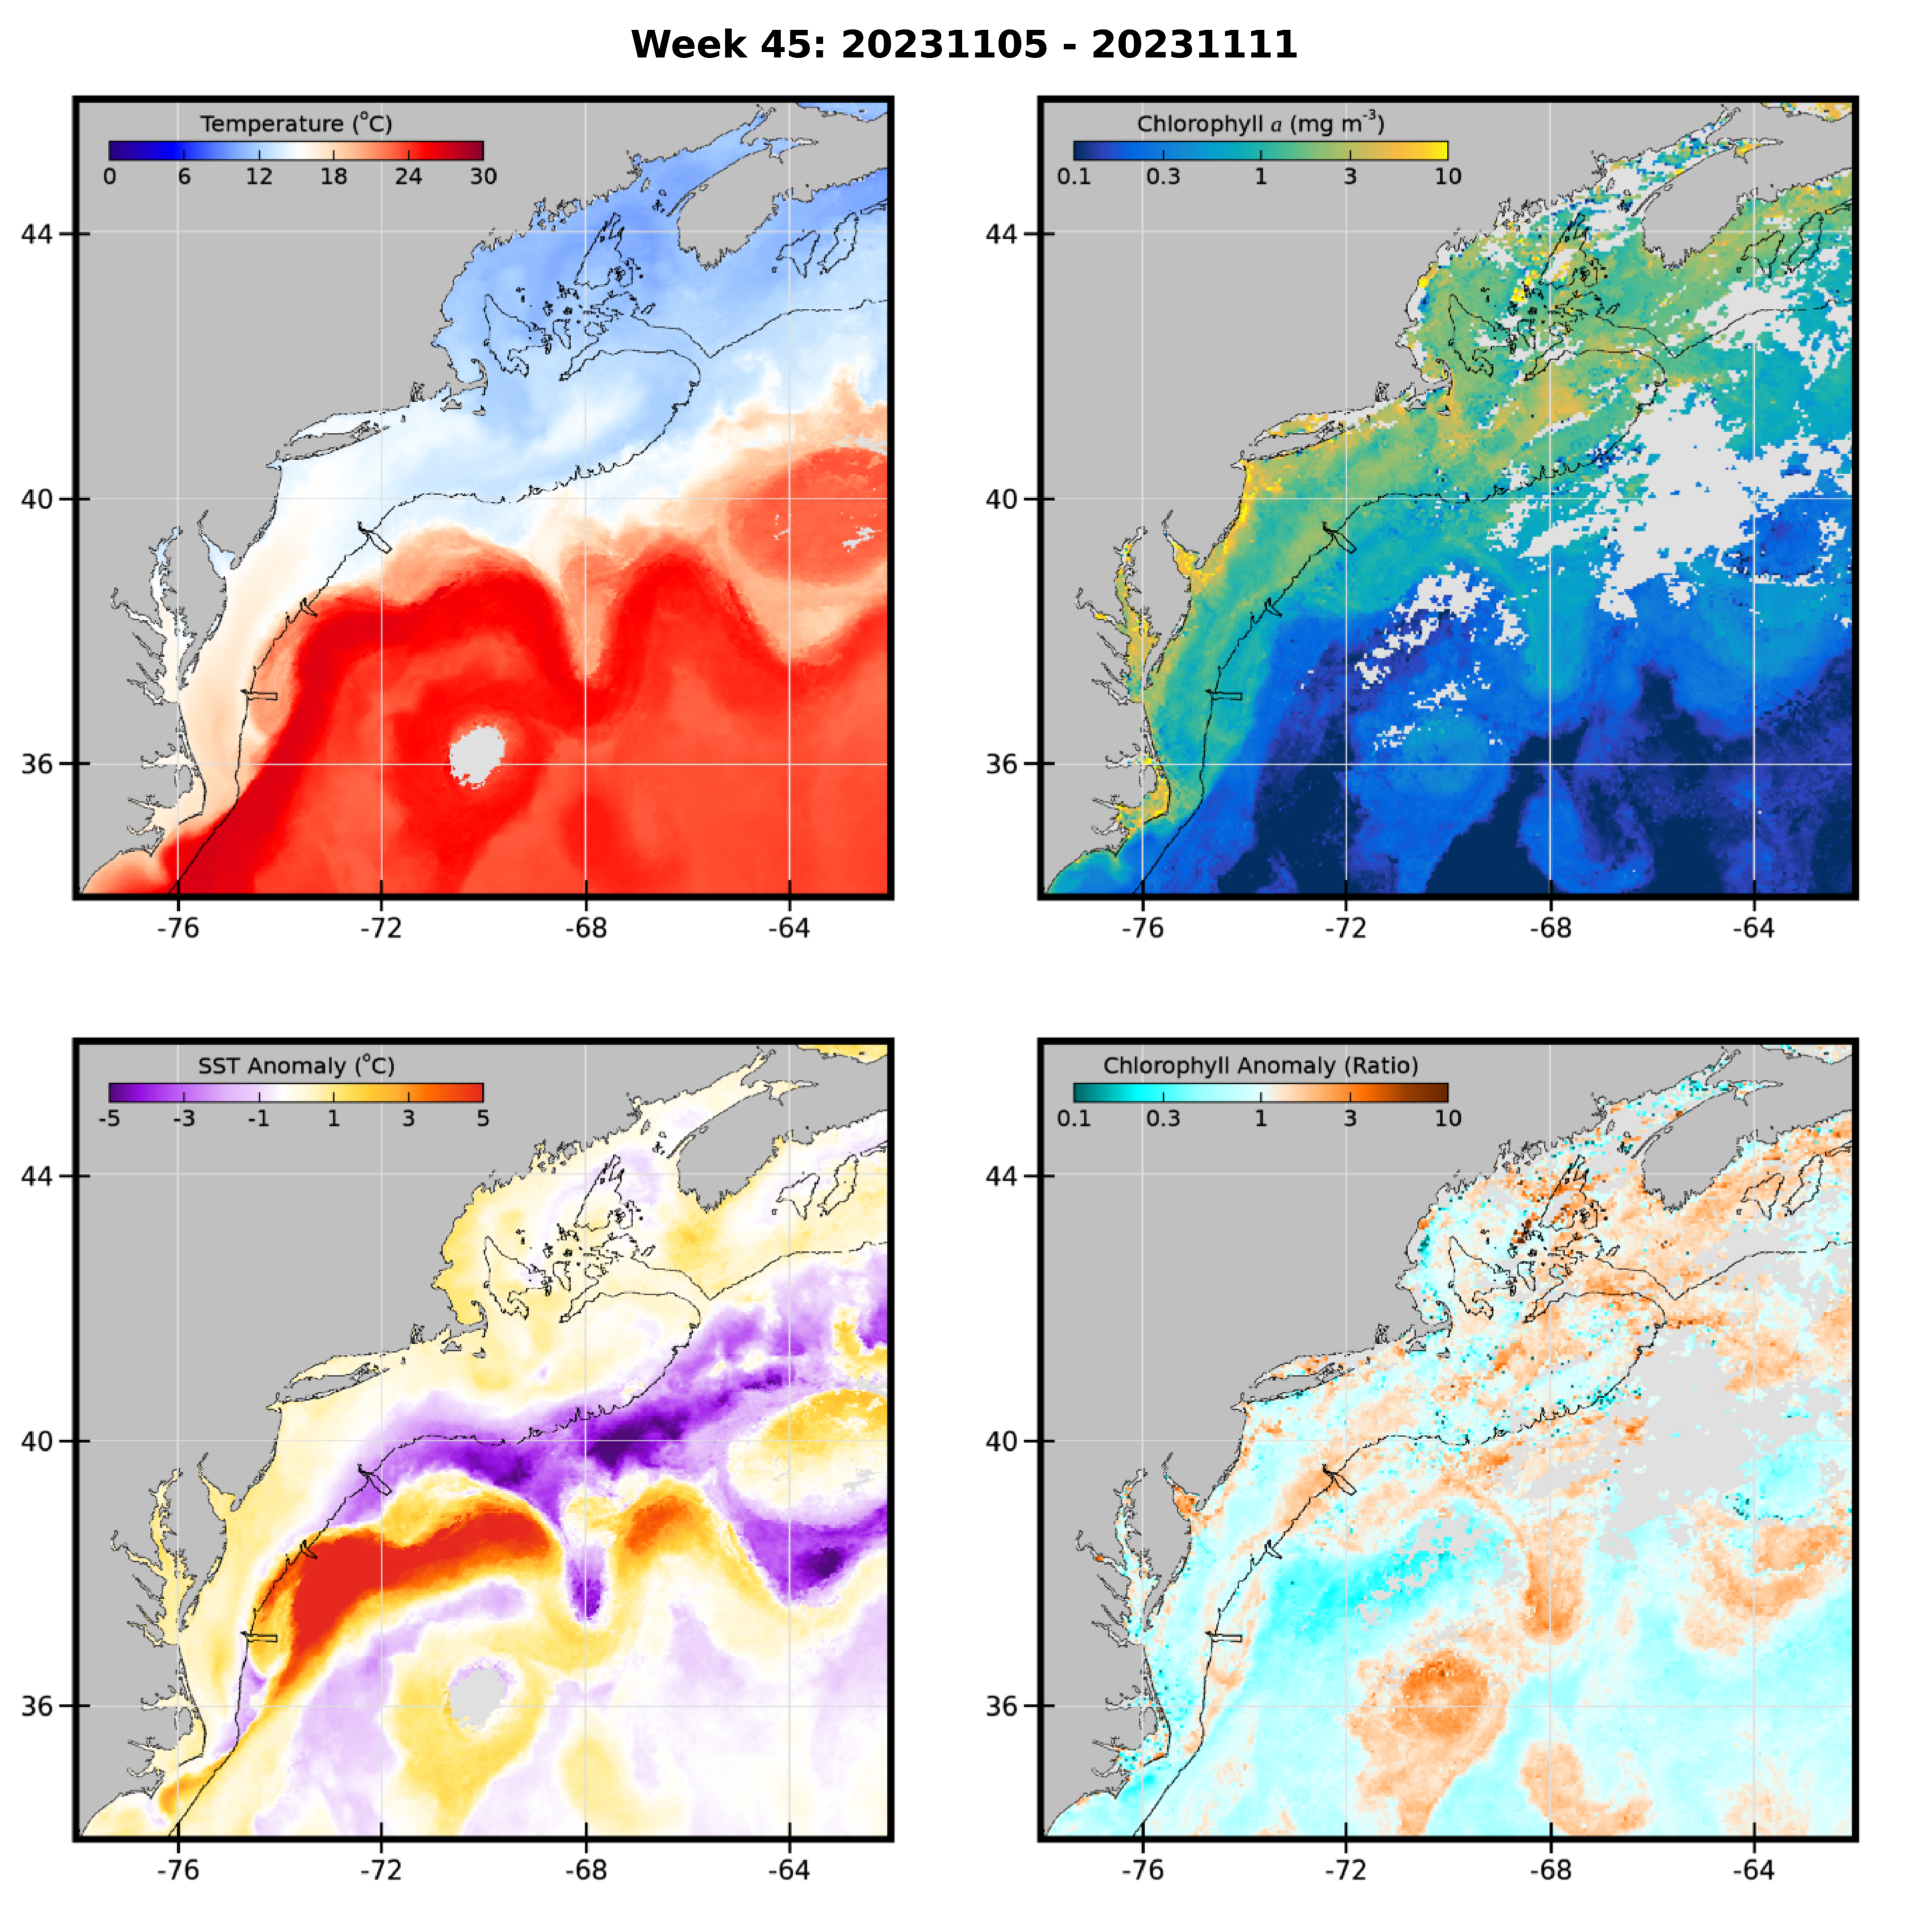 Week 45: 20231105 - 20231111
Temperature (°C)
0 6 12 18 24 30
44
40
36
-76 -72 -68 -64
Chlorophyll a (mg m⁻³)
0.1 0.3 1 3 10
44
40
36
-76 -72 -68 -64
SST Anomaly (°C)
-5 -3 -1 1 3 5
44
40
36
-76 -72 -68 -64
Chlorophyll Anomaly (Ratio)
0.1 0.3 1 3 10
44
40
36
-76 -72 -68 -64